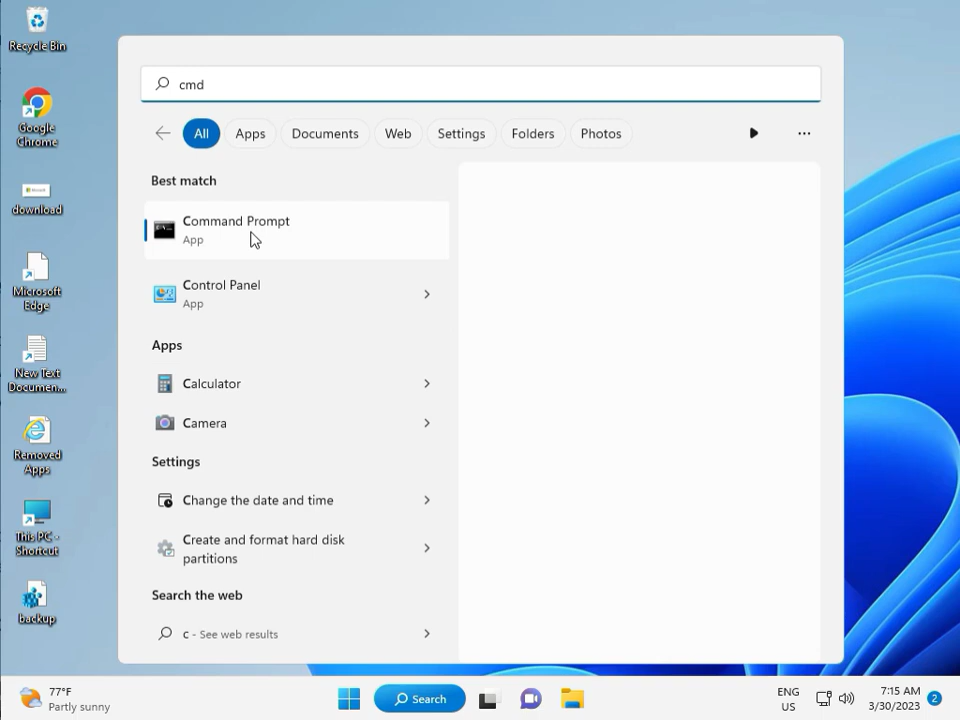 Recycle Bin
Google
Chrome
download
Microsoft
Edge
New Text
Documen...
Removed
Apps
This PC -
Shortcut
backup
cmd
All
Apps
Documents
Web
Settings
Folders
Photos
Best match
Command Prompt
App
Control Panel
App
Apps
Calculator
Camera
Settings
Change the date and time
Create and format hard disk
partitions
Search the web
c - See web results
77°F
Partly sunny
Search
ENG
US
7:15 AM
3/30/2023
2